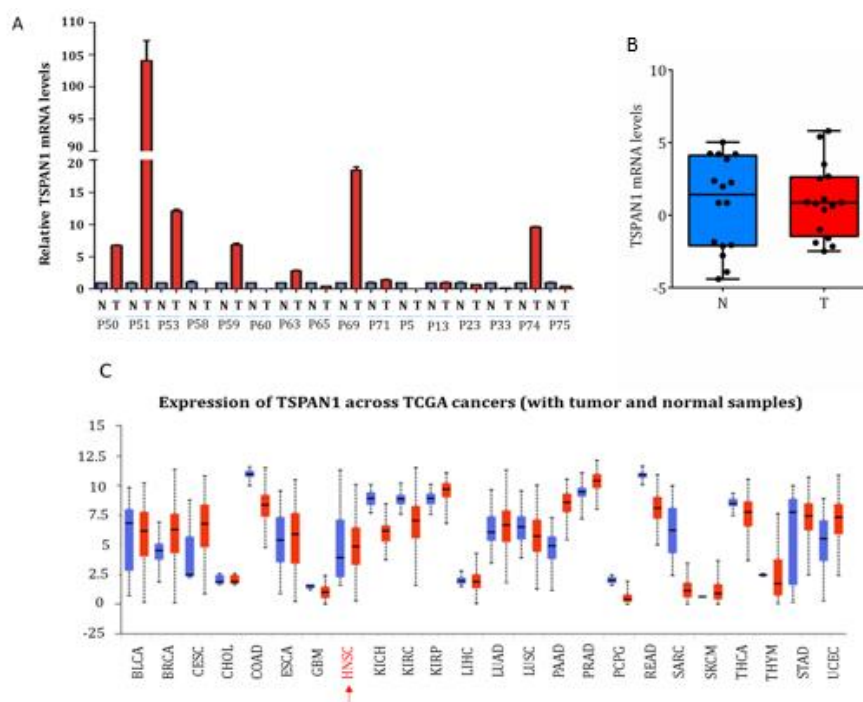 A
Relative TSPAN1 mRNA levels
110
105
100
95
90
20
15
10
5
0
N T N T N T N T N T N T N T N T N T N T N T N T N T N T N T N T
P50 P51 P53 P58 P59 P60 P63 P65 P69 P71 P5 P13 P23 P33 P74 P75
B
TSPAN1 mRNA levels
10
5
0
-5
N T
C
Expression of TSPAN1 across TCGA cancers (with tumor and normal samples)
15
12.5
10
7.5
5
2.5
0
-25
BLCA
BRCA
CESC
CHOL
COAD
ESCA
GBM
HNSC
KICH
KIRC
KIRP
LIHC
LUAD
LUSC
PAAD
PRAD
PCPG
READ
SARC
SKCM
THCA
THYM
STAD
UCEC